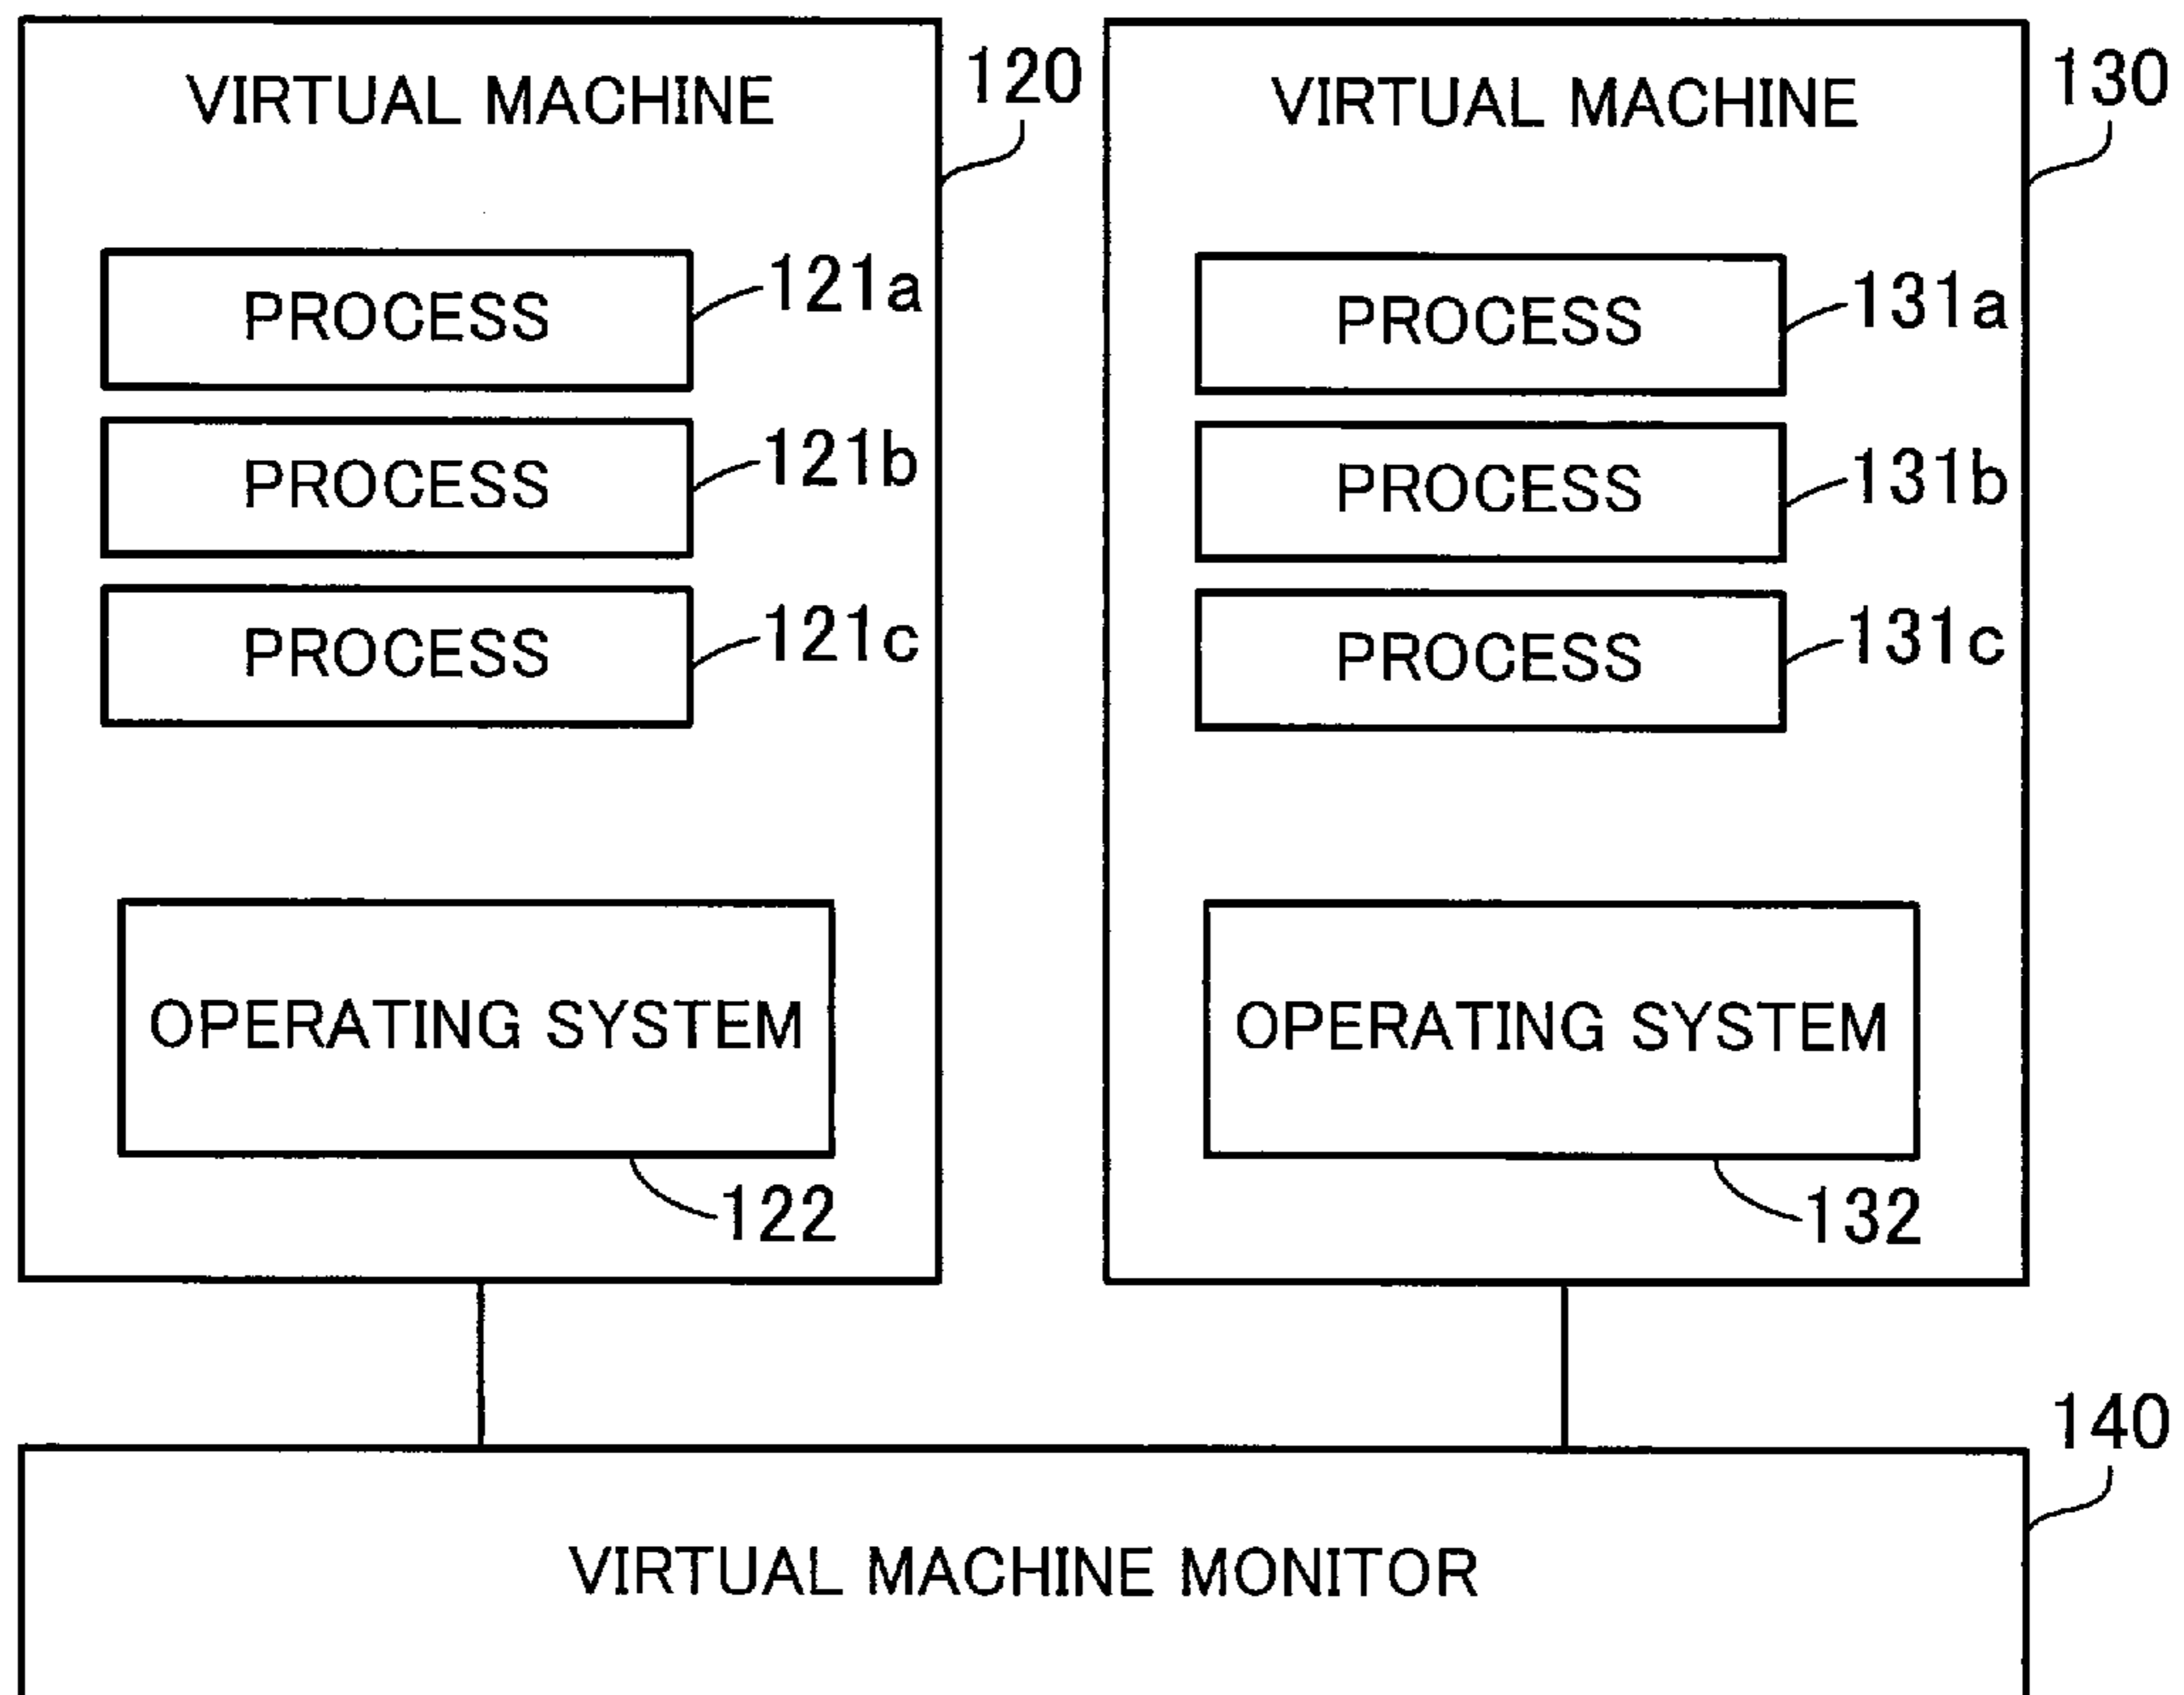 VIRTUAL MACHINE
120
PROCESS
121a
PROCESS
121b
PROCESS
121c
OPERATING SYSTEM
122
VIRTUAL MACHINE
130
PROCESS
131a
PROCESS
131b
PROCESS
131c
OPERATING SYSTEM
132
140
VIRTUAL MACHINE MONITOR